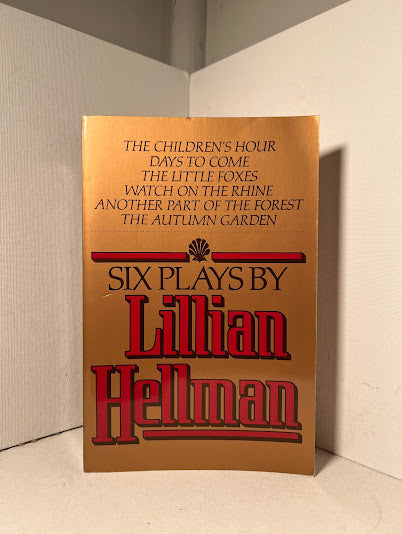 THE CHILDREN'S HOUR
DAYS TO COME
THE LITTLE FOXES
WATCH ON THE RHINE
ANOTHER PART OF THE FOREST
THE AUTUMN GARDEN
SIX PLAYS BY
Lillian
Hellman